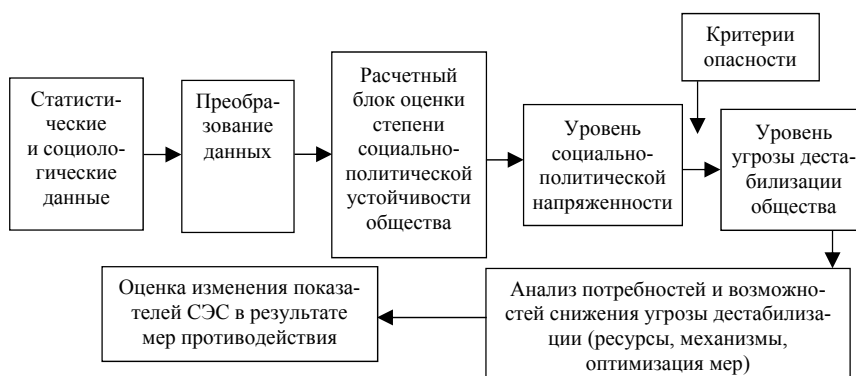 Критерии
опасности
Статисти-
ческие
и социоло-
гические
данные
Преобра-
зование
данных
Расчетный
блок оценки
степени
социально-
политической
устойчивости
общества
Уровень
социально-
политической
напряженности
Уровень
угрозы деста-
билизации
общества
Анализ потребностей и возможно-
стей снижения угрозы дестабилиза-
ции (ресурсы, механизмы,
оптимизация мер)
Оценка изменения показа-
телей СЭС в результате
мер противодействия